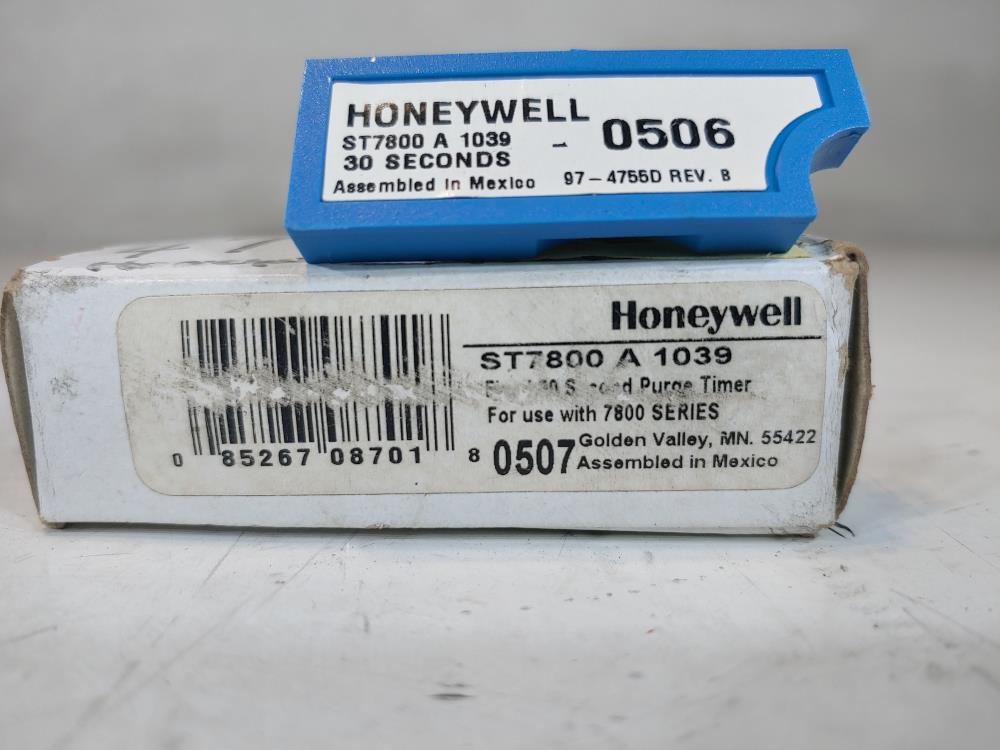 HONEYWELL
ST7800 A 1039 - 0506
30 SECONDS
Assembled in Mexico 97-4755D REV. B
Honeywell
ST7800 A 1039
Second Purge Timer
For use with 7800 SERIES
0507 Golden Valley, MN. 55422
Assembled in Mexico
0 85267 08701 8